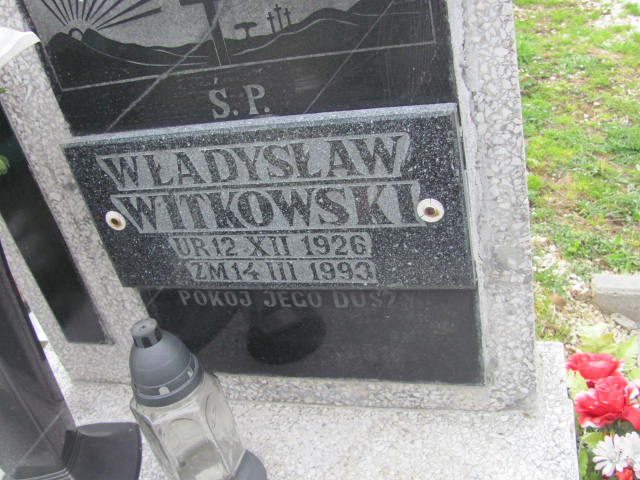 Ś.P.
WŁADYSŁAW
WITKOWSKI
UR 12 XII 1926
ZM 14 III 1993
POKÓJ JEGO DUSZY